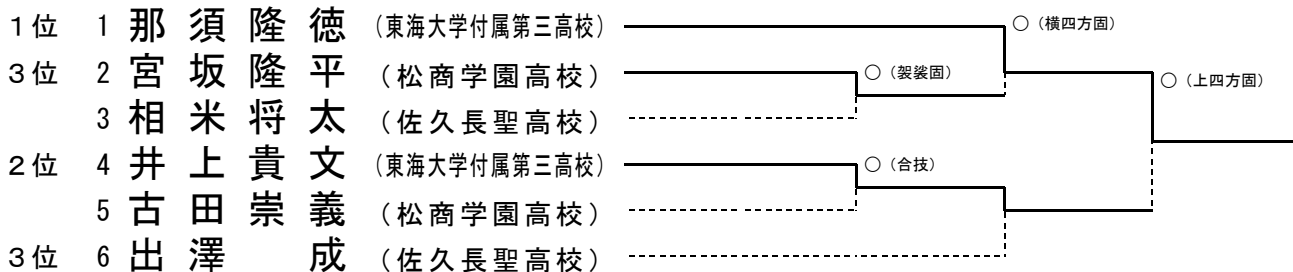 1位 1 那須隆徳 (東海大学付属第三高校) ○（横四方固）
3位 2 宮坂隆平 (松商学園高校) ○（袈裟固） ○（上四方固）
3 相米将太 (佐久長聖高校)
2位 4 井上貴文 (東海大学付属第三高校) ○（合技）
5 古田崇義 (松商学園高校)
3位 6 出澤 成 (佐久長聖高校)